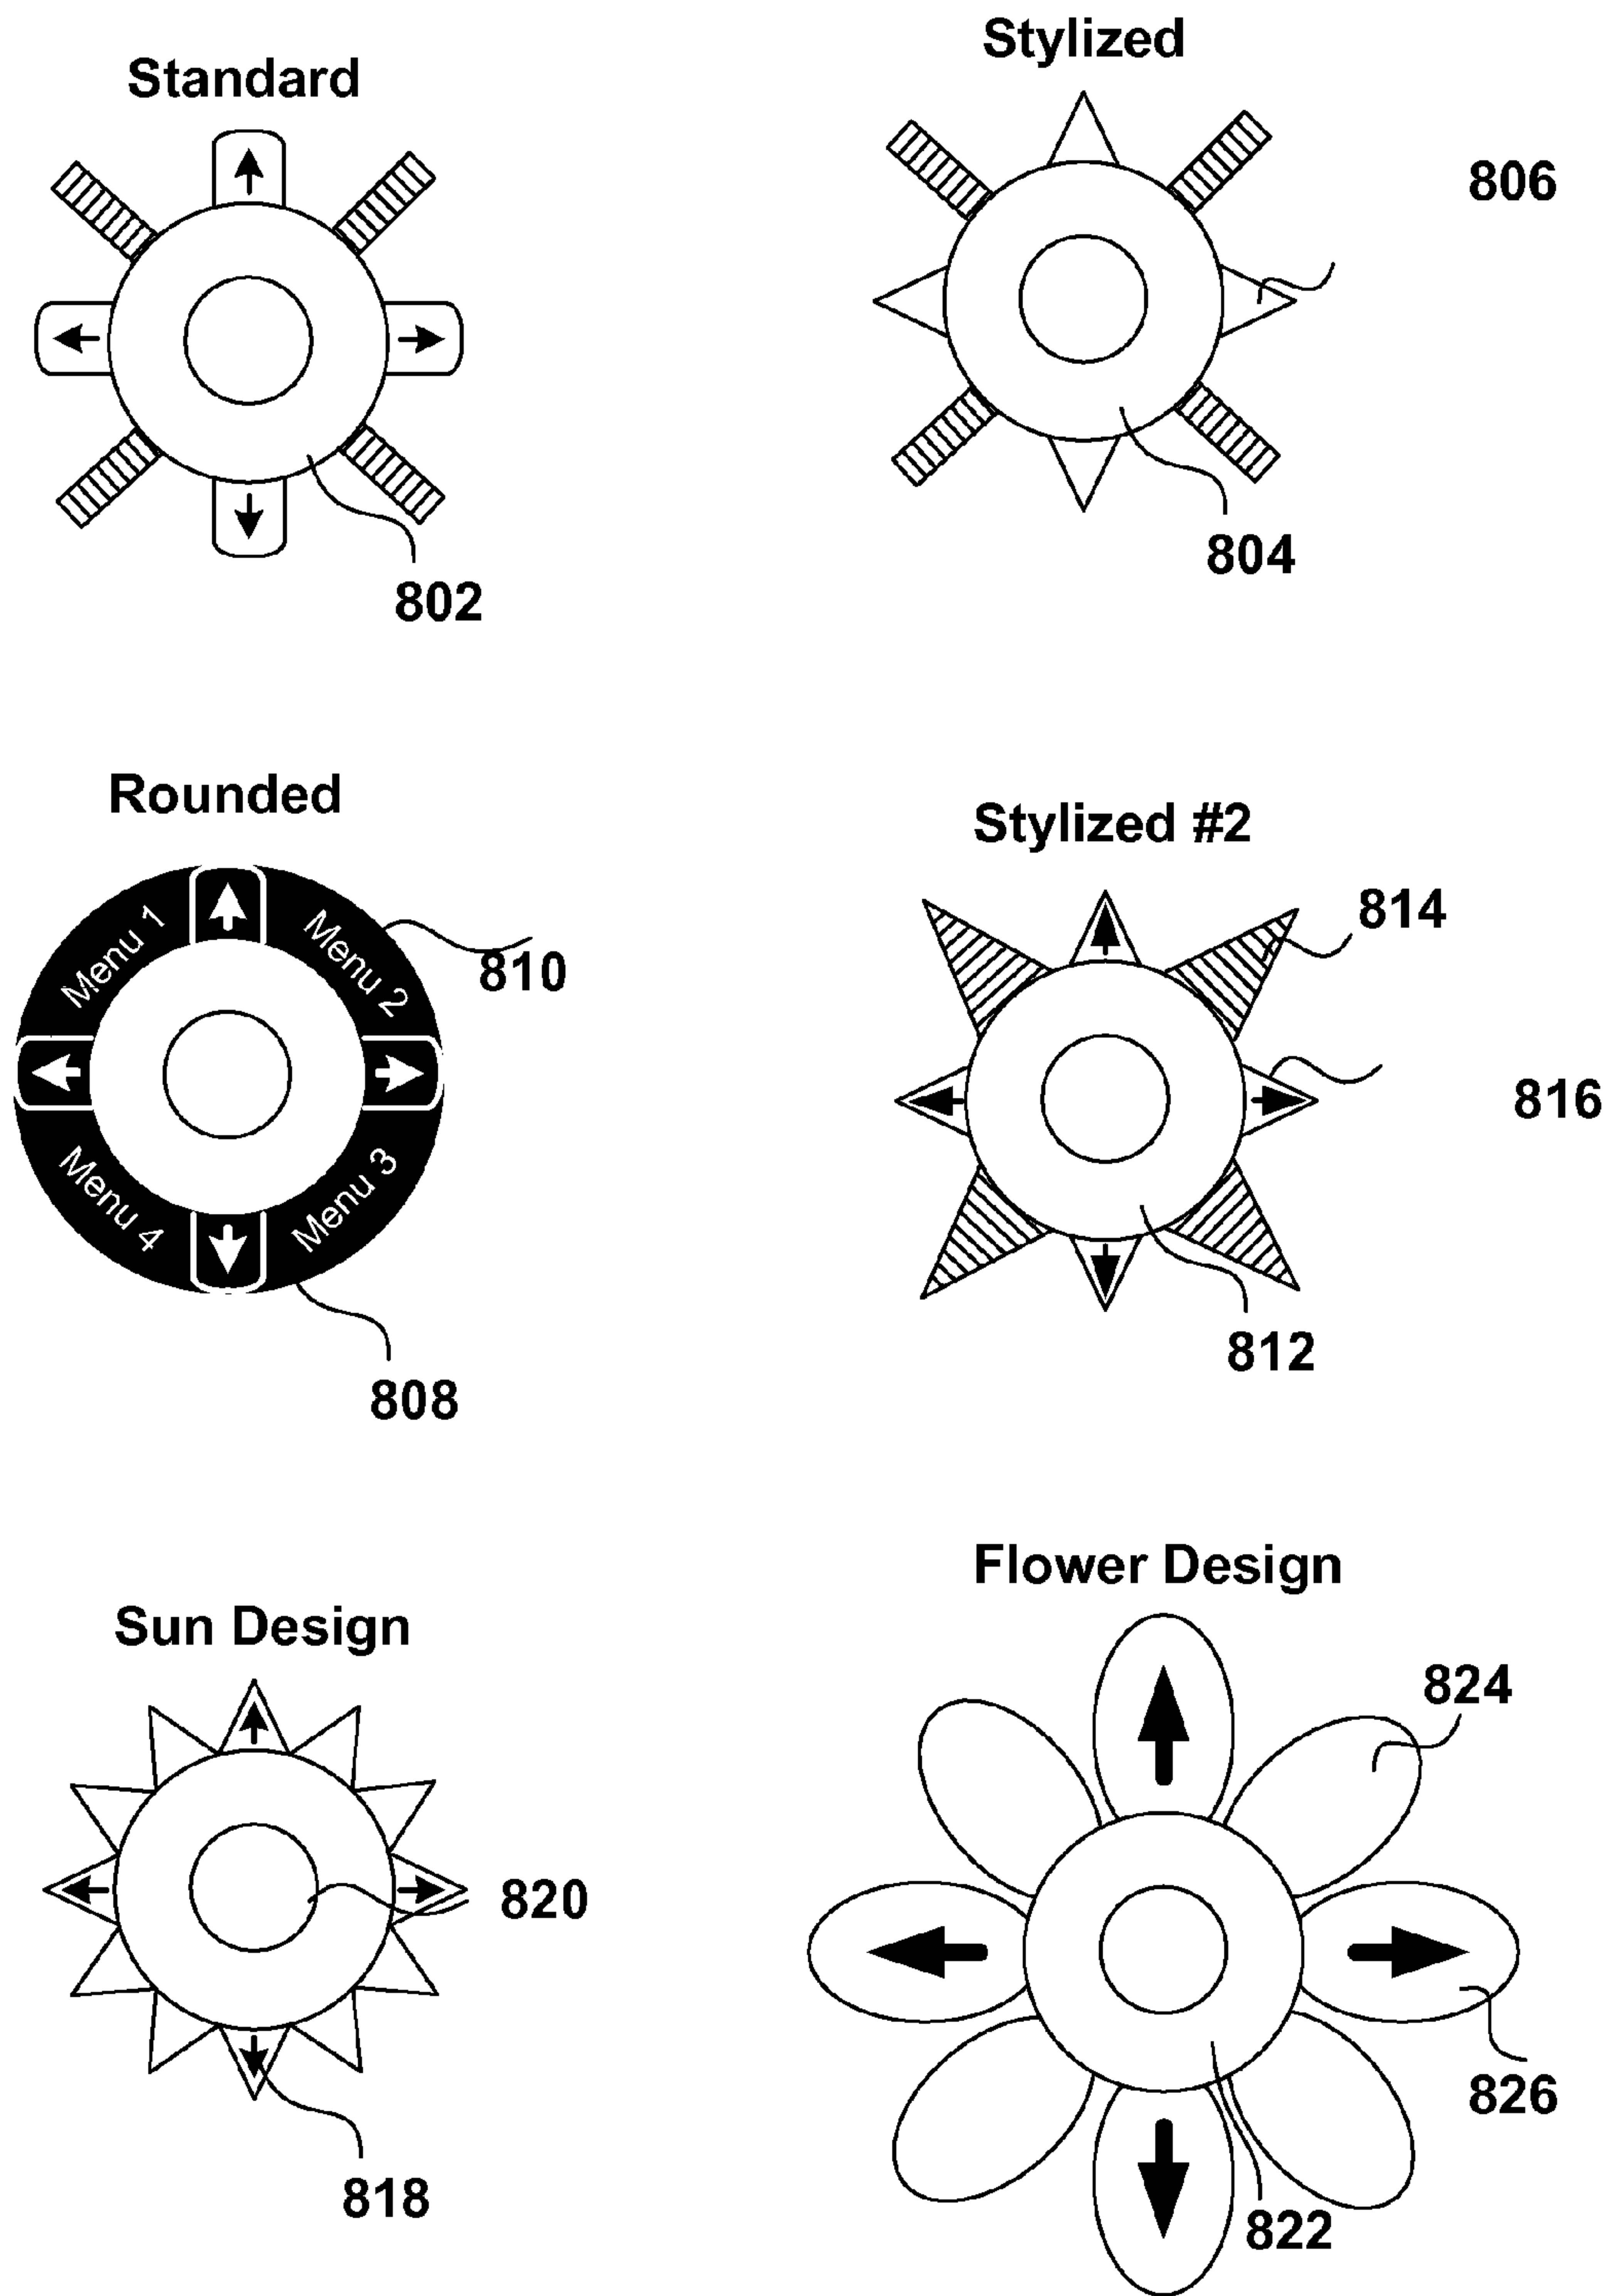 Standard
802
Stylized
806
804
Rounded
Menu 1
Menu 2
Menu 3
Menu 4
810
808
Stylized #2
814
816
812
Sun Design
820
818
Flower Design
824
826
822